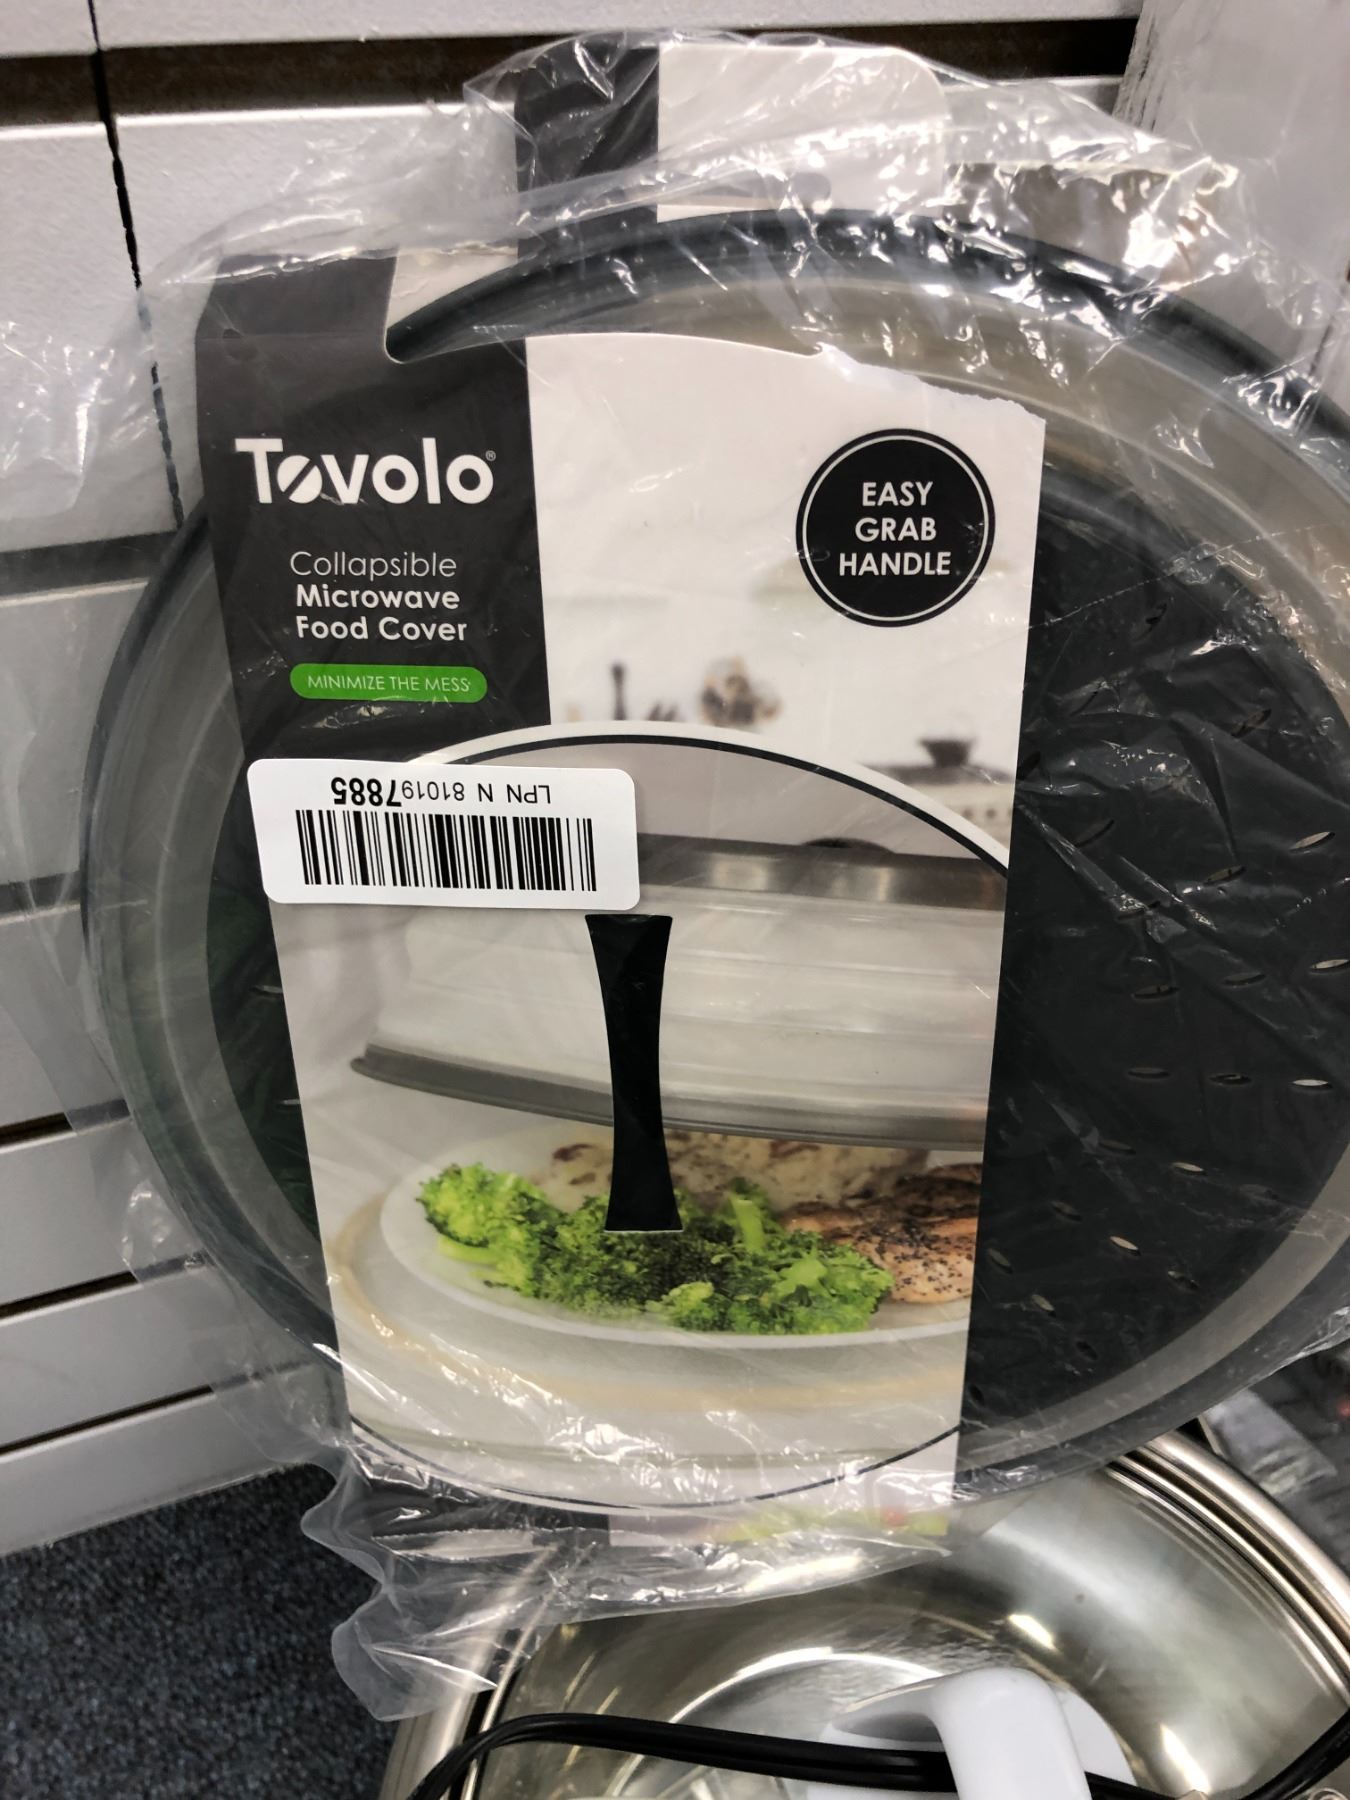 Tovolo®
Collapsible
Microwave
Food Cover
MINIMIZE THE MESS
EASY
GRAB
HANDLE
LPN N 810197885